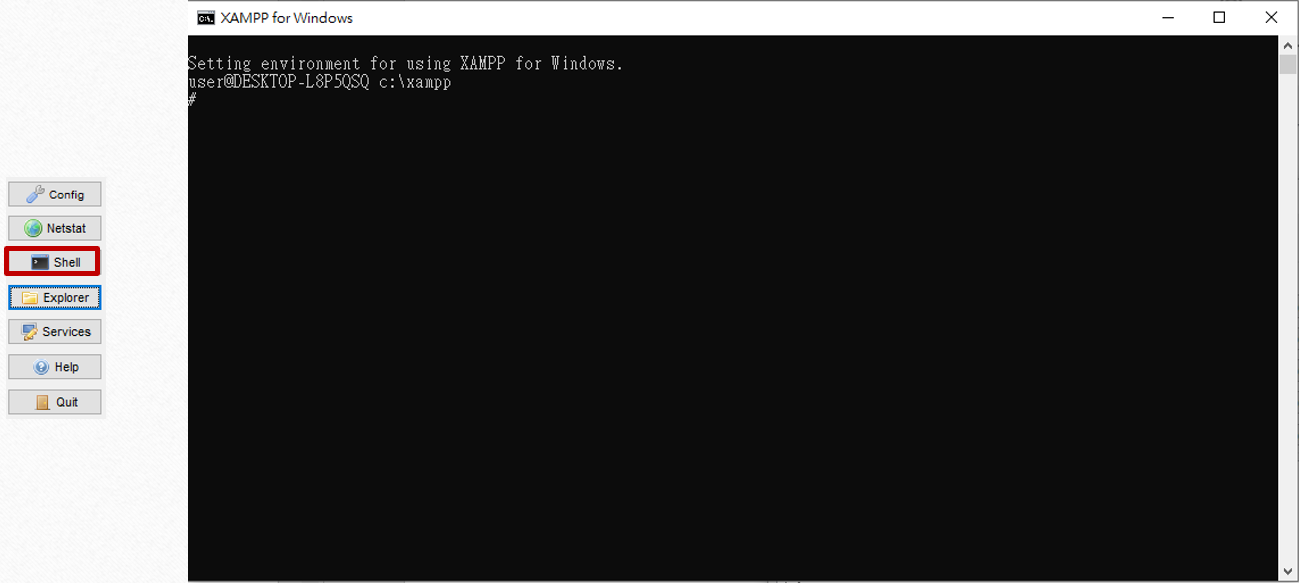 Config
Netstat
Shell
Explorer
Services
Help
Quit
XAMPP for Windows
Setting environment for using XAMPP for Windows.
user@DESKTOP-L8P5QSQ c:\xampp
#